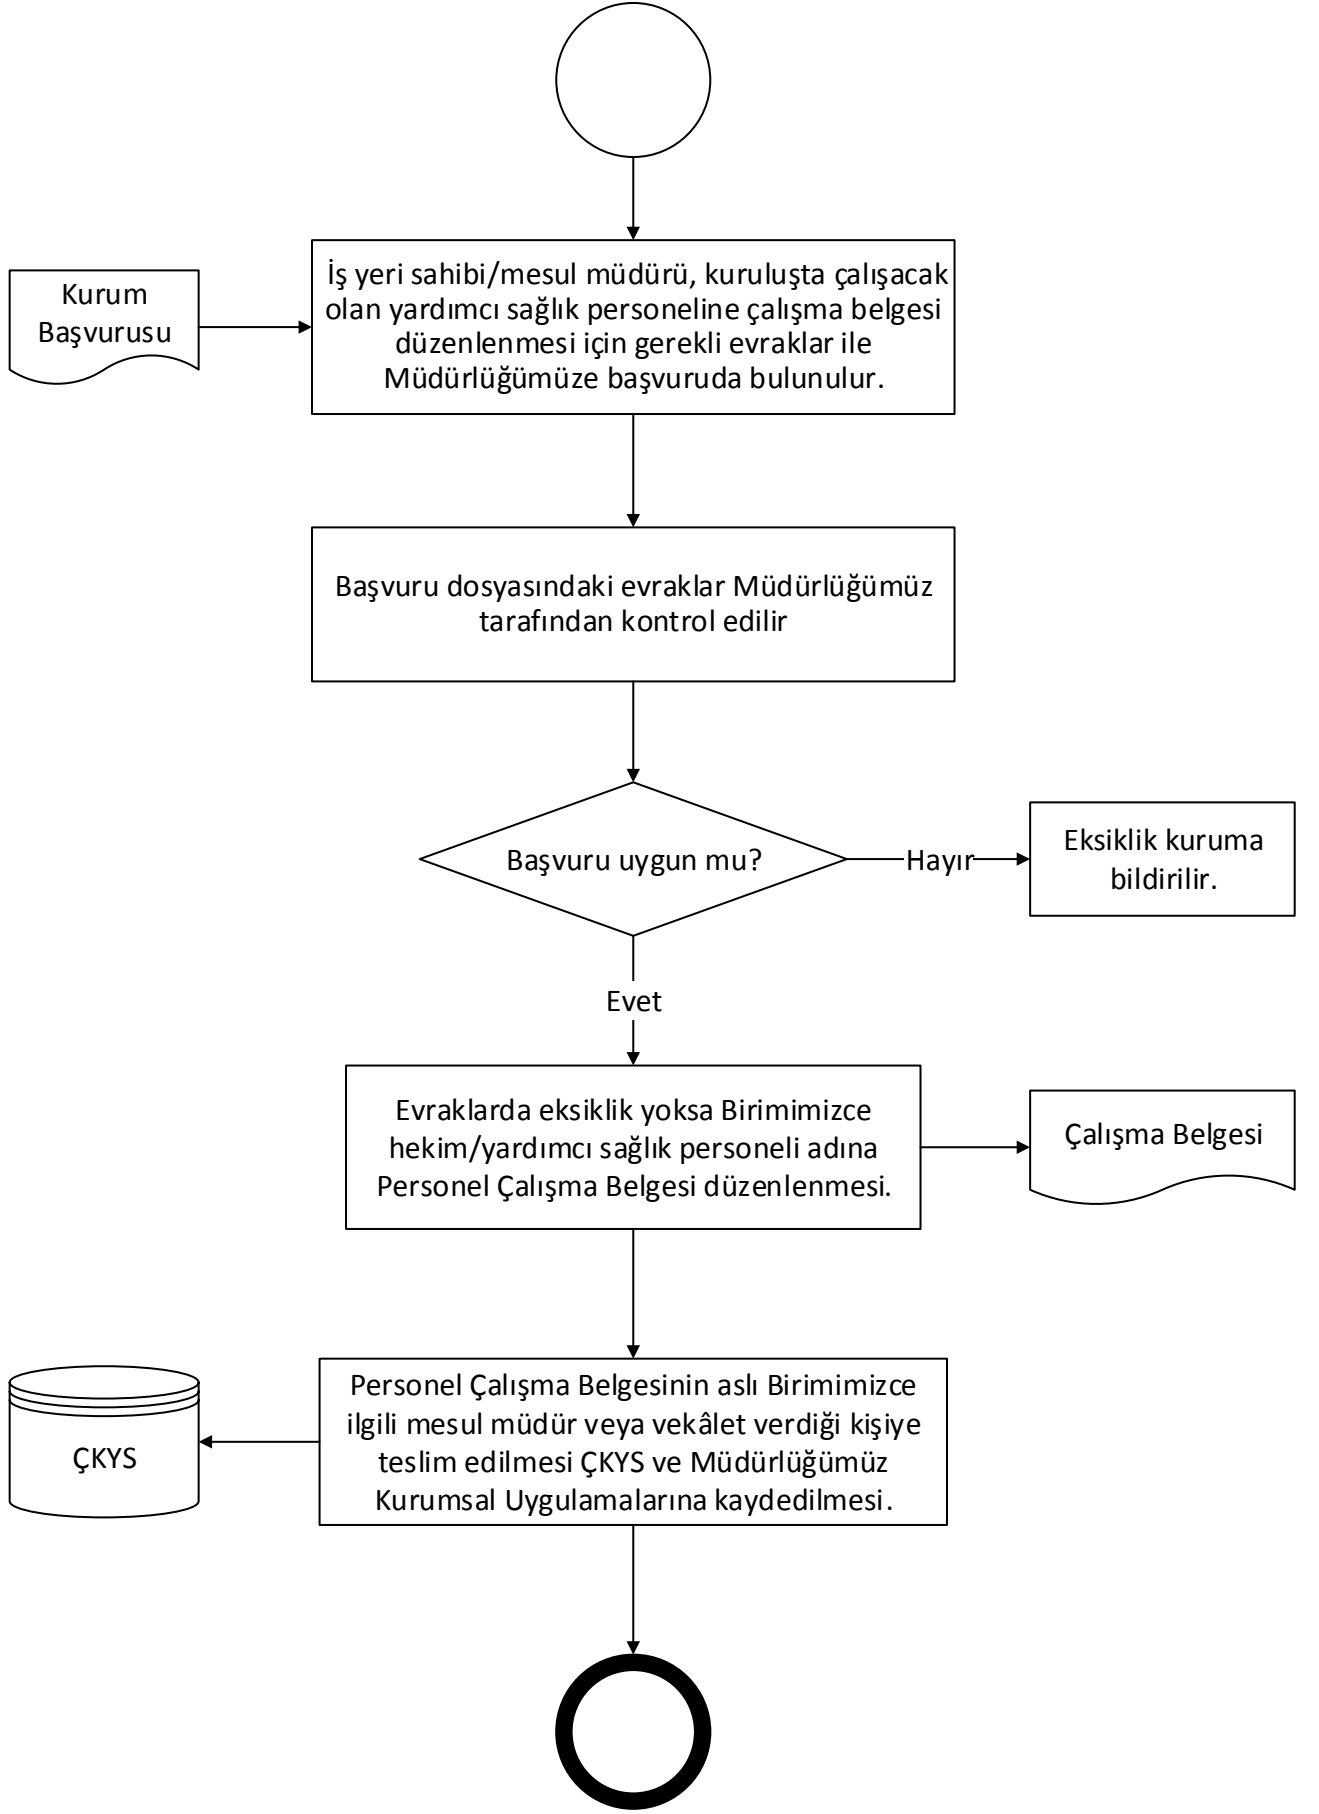 Kurum
Başvurusu
İş yeri sahibi/mesul müdürü, kuruluşta çalışacak
olan yardımcı sağlık personeline çalışma belgesi
düzenlenmesi için gerekli evraklar ile
Müdürlüğümüze başvuruda bulunulur.
Başvuru dosyasındaki evraklar Müdürlüğümüz
tarafından kontrol edilir
Başvuru uygun mu?
Hayır
Eksiklik kuruma
bildirilir.
Evet
Evraklarda eksiklik yoksa Birimimizce
hekim/yardımcı sağlık personeli adına
Personel Çalışma Belgesi düzenlenmesi.
Çalışma Belgesi
Personel Çalışma Belgesinin aslı Birimimizce
ilgili mesul müdür veya vekâlet verdiği kişiye
teslim edilmesi ÇKYS ve Müdürlüğümüz
Kurumsal Uygulamalarına kaydedilmesi.
ÇKYS